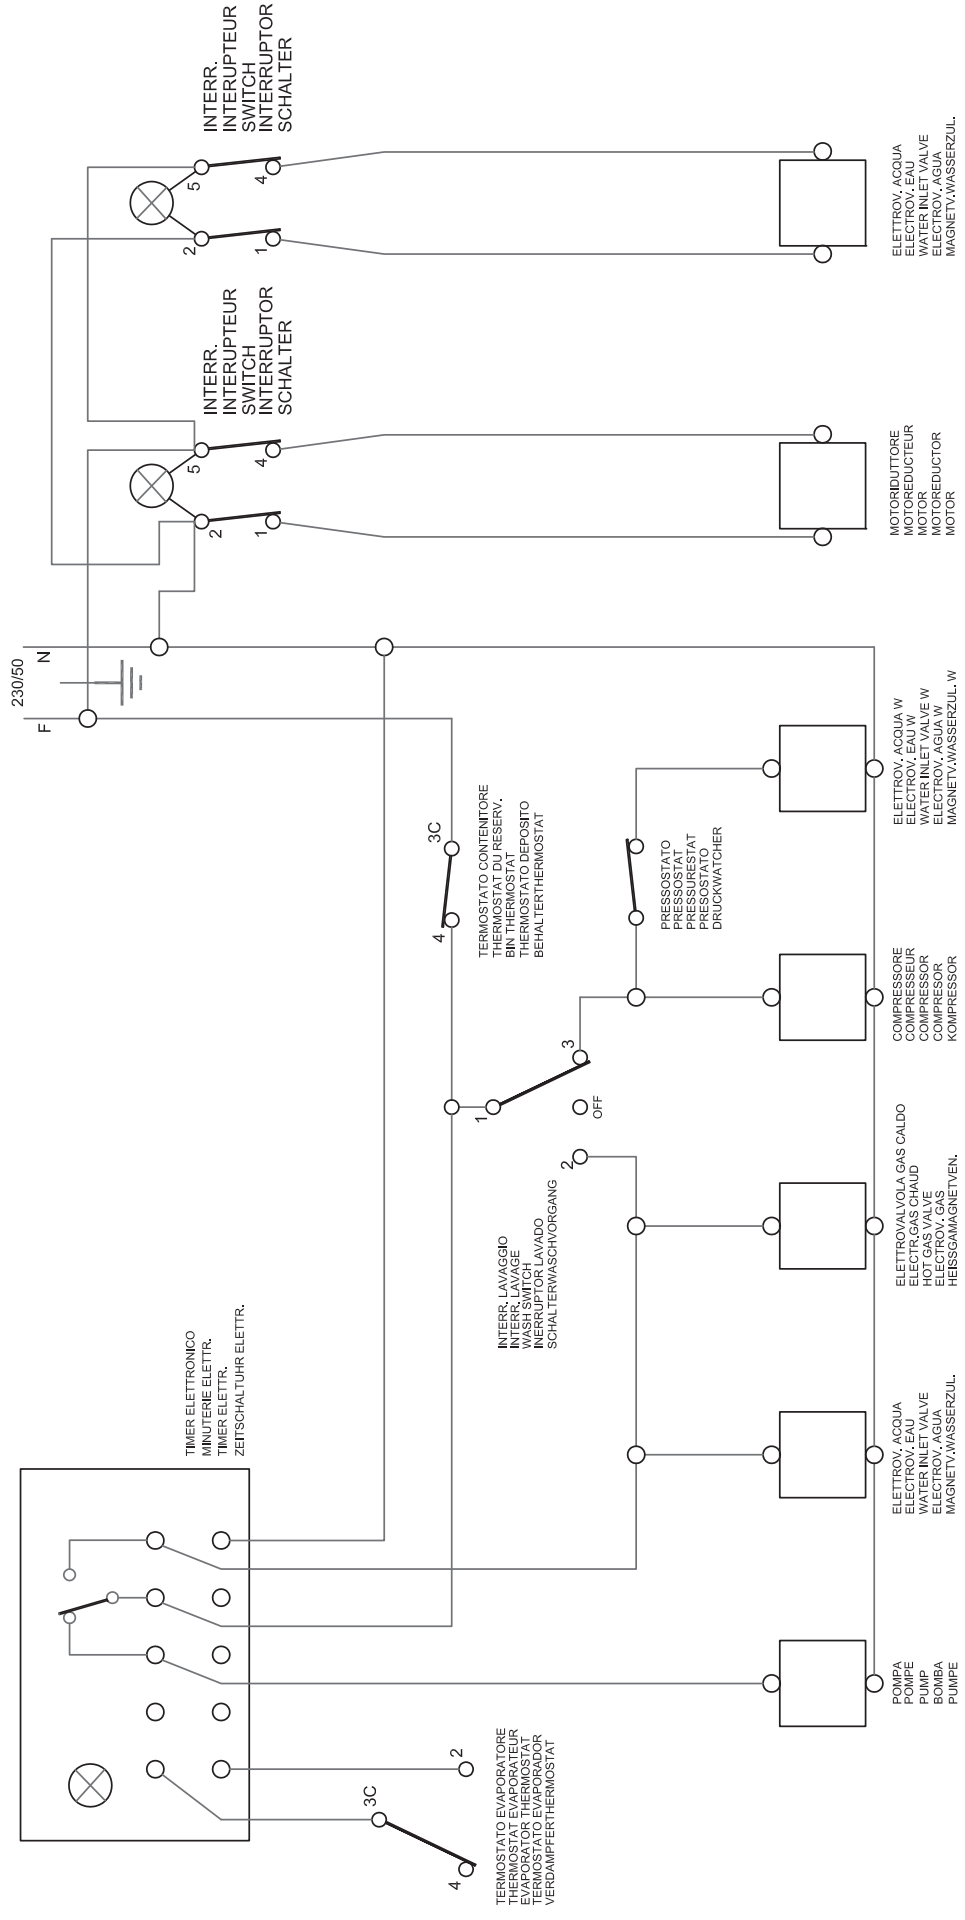 TIMER ELETTRONICO
MINUTERIE ELETTR.
TIMER ELETTR.
ZEITSCHALTUHR ELETTR.
230/50
F
N
INTERR.
INTERUPTEUR
SWITCH
INTERRUPTOR
SCHALTER
2
5
1
4
INTERR.
INTERUPTEUR
SWITCH
INTERRUPTOR
SCHALTER
2
5
1
4
3C
4
2
TERMOSTATO EVAPORATORE
THERMOSTAT EVAPORATEUR
EVAPORATOR THERMOSTAT
TERMOSTATO EVAPORADOR
VERDAMPFERTHERMOSTAT
4
3C
TERMOSTATO CONTENITORE
THERMOSTAT DU RESERV.
BIN THERMOSTAT
THERMOSTATO DEPOSITO
BEHALTERTHERMOSTAT
1
2
OFF
3
INTERR. LAVAGGIO
INTERR. LAVAGE
WASH SWITCH
INERRUPTOR LAVADO
SCHALTERWASCHVORGANG
PRESSOSTATO
PRESSOSTAT
PRESSURESTAT
PRESOSTATO
DRUCKWATCHER
POMPA
POMPE
PUMP
BOMBA
PUMPE
ELETTROV. ACQUA
ELECTROV. EAU
WATER INLET VALVE
ELECTROV. AGUA
MAGNETV.WASSERZUL.
ELETTROVALVOLA GAS CALDO
ELECTR.GAS CHAUD
HOT GAS VALVE
ELECTROV. GAS
HEISSGAMAGNETVEN.
COMPRESSORE
COMPRESSEUR
COMPRESSOR
COMPRESOR
KOMPRESSOR
ELETTROV. ACQUA W
ELECTROV. EAU W
WATER INLET VALVE W
ELECTROV. AGUA W
MAGNETV.WASSERZUL. W
MOTORIDUTTORE
MOTOREDUCTEUR
MOTOR
MOTOREDUCTOR
MOTOR
ELETTROV. ACQUA
ELECTROV. EAU
WATER INLET VALVE
ELECTROV. AGUA
MAGNETV.WASSERZUL.